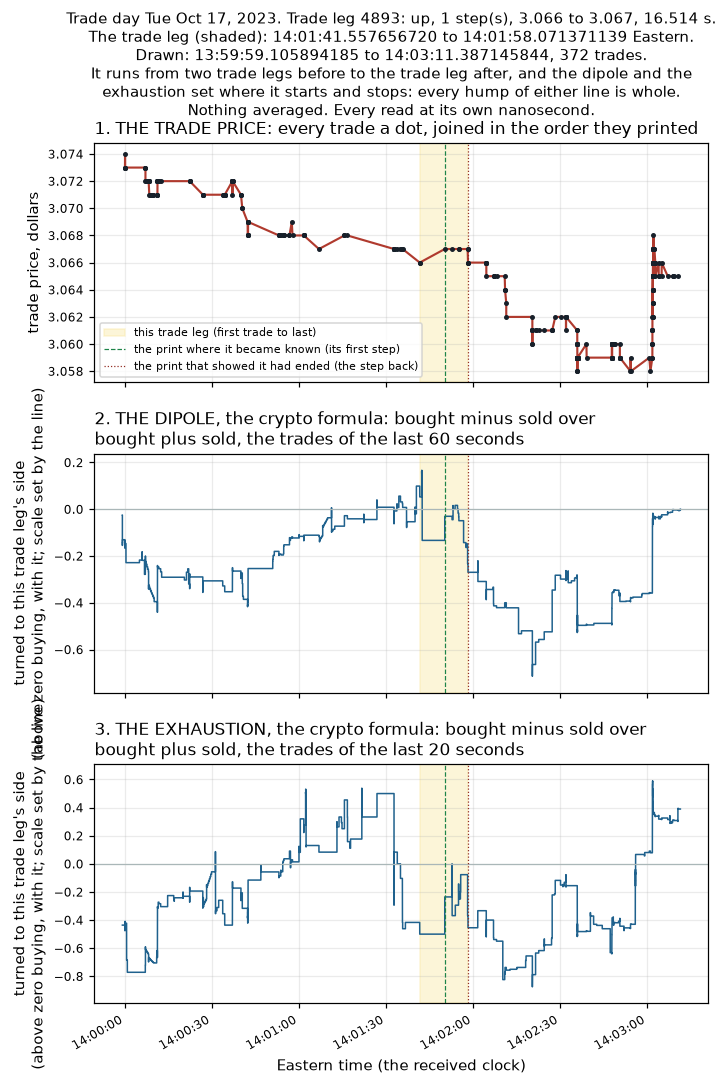 Trade day Tue Oct 17, 2023. Trade leg 4893: up, 1 step(s), 3.066 to 3.067, 16.514 s.
The trade leg (shaded): 14:01:41.557656720 to 14:01:58.071371139 Eastern.
Drawn: 13:59:59.105894185 to 14:03:11.387145844, 372 trades.
It runs from two trade legs before to the trade leg after, and the dipole and the
exhaustion set where it starts and stops: every hump of either line is whole.
Nothing averaged. Every read at its own nanosecond.
1. THE TRADE PRICE: every trade a dot, joined in the order they printed
trade price, dollars
3.074
3.072
3.070
3.068
3.066
3.064
3.062
3.060
3.058
this trade leg (first trade to last)
the print where it became known (its first step)
the print that showed it had ended (the step back)
2. THE DIPOLE, the crypto formula: bought minus sold over
bought plus sold, the trades of the last 60 seconds
turned to this trade leg's side
(above zero buying, with it; scale set by the line)
0.2
0.0
−0.2
−0.4
−0.6
3. THE EXHAUSTION, the crypto formula: bought minus sold over
bought plus sold, the trades of the last 20 seconds
turned to this trade leg's side
(above zero buying, with it; scale set by the line)
0.6
0.4
0.2
0.0
−0.2
−0.4
−0.6
−0.8
14:00:00
14:00:30
14:01:00
14:01:30
14:02:00
14:02:30
14:03:00
Eastern time (the received clock)